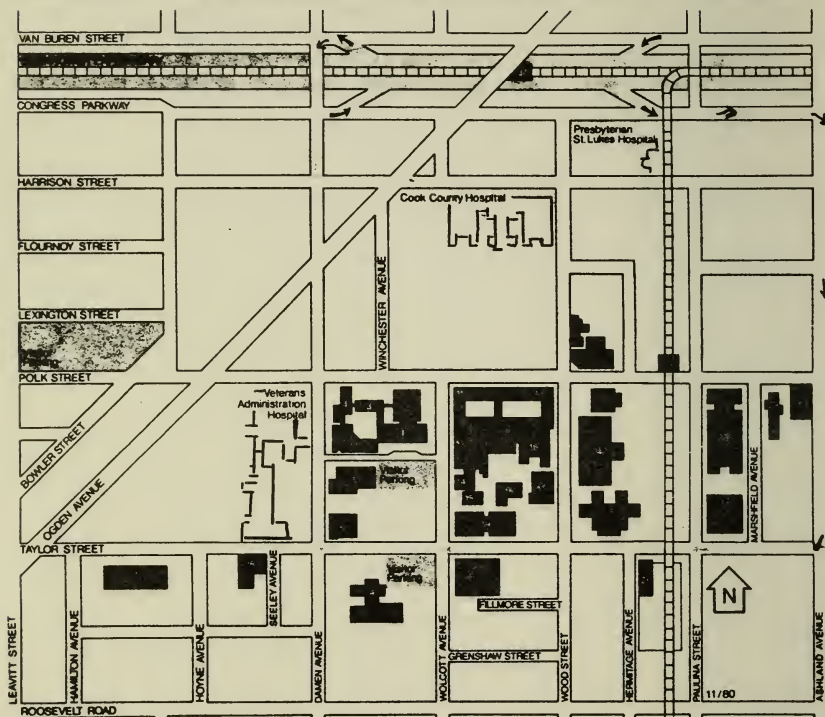 VAN BUREN STREET
CONGRESS PARKWAY
Presbyterian
St. Lukes Hospital
HARRISON STREET
Cook County Hospital
FLOURNOY STREET
WINCHESTER AVENUE
LEXINGTON STREET
Visitor
Parking
POLK STREET
Veterans
Administration
Hospital
BOWLER STREET
OGDEN AVENUE
Visitor
Parking
MARSHFIELD AVENUE
TAYLOR STREET
Visitor
Parking
SEELEY AVENUE
FILLMORE STREET
N
GRENSHAW STREET
LEAVITT STREET
HAMILTON AVENUE
HOYNE AVENUE
DAMEN AVENUE
WOLCOTT AVENUE
WOOD STREET
HERMITAGE AVENUE
PAULINA STREET
11/80
ASHLAND AVENUE
ROOSEVELT ROAD